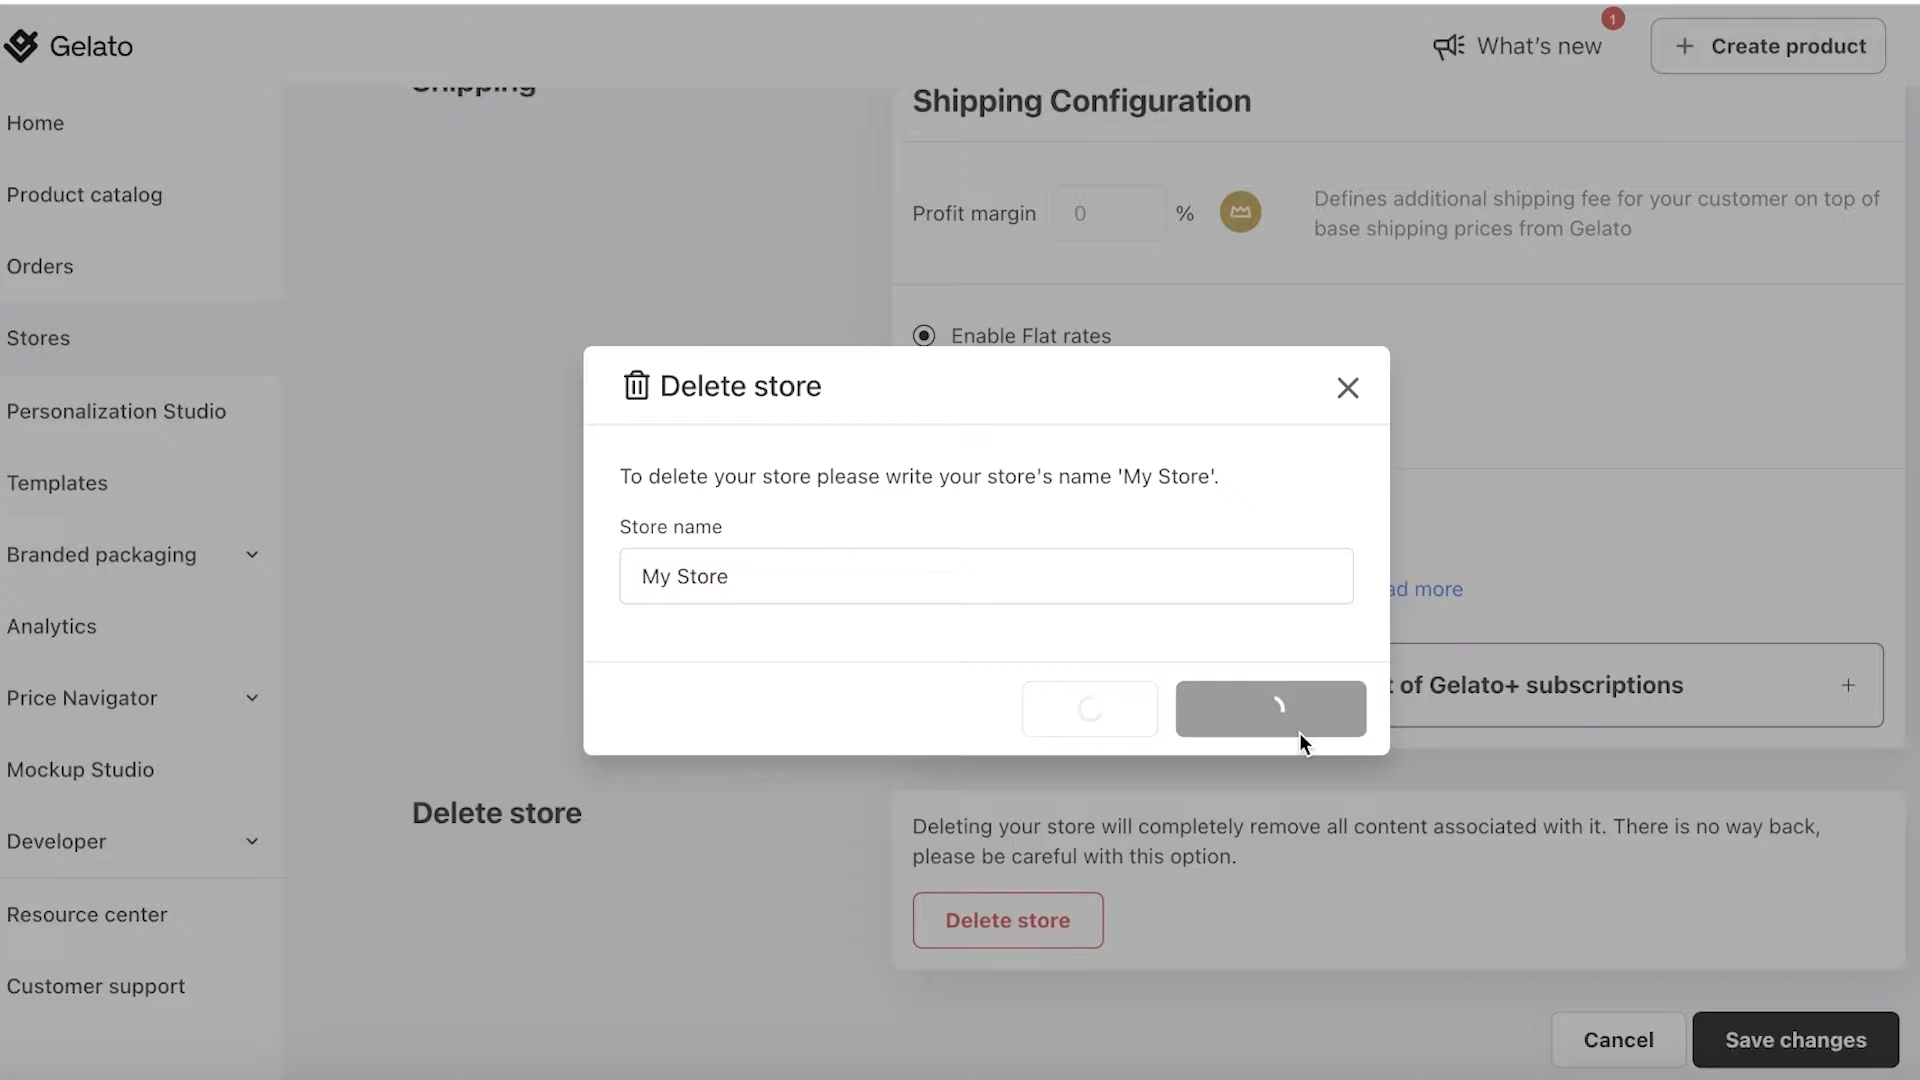 Gelato
What's new
1
+ Create product
Home
Product catalog
Orders
Stores
Personalization Studio
Templates
Branded packaging
Analytics
Price Navigator
Mockup Studio
Developer
Resource center
Customer support
Shipping
Shipping Configuration
Profit margin 0 %
Defines additional shipping fee for your customer on top of
base shipping prices from Gelato
Enable Flat rates
Delete store
To delete your store please write your store's name 'My Store'.
Store name
My Store
more
of Gelato+ subscriptions +
Delete store
Deleting your store will completely remove all content associated with it. There is no way back,
please be careful with this option.
Delete store
Cancel
Save changes